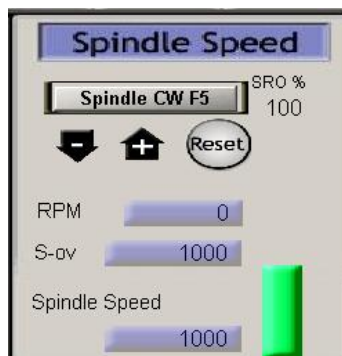 Spindle Speed
Spindle CW F5
SRO %
100
- + Reset
RPM 0
S-ov 1000
Spindle Speed
1000